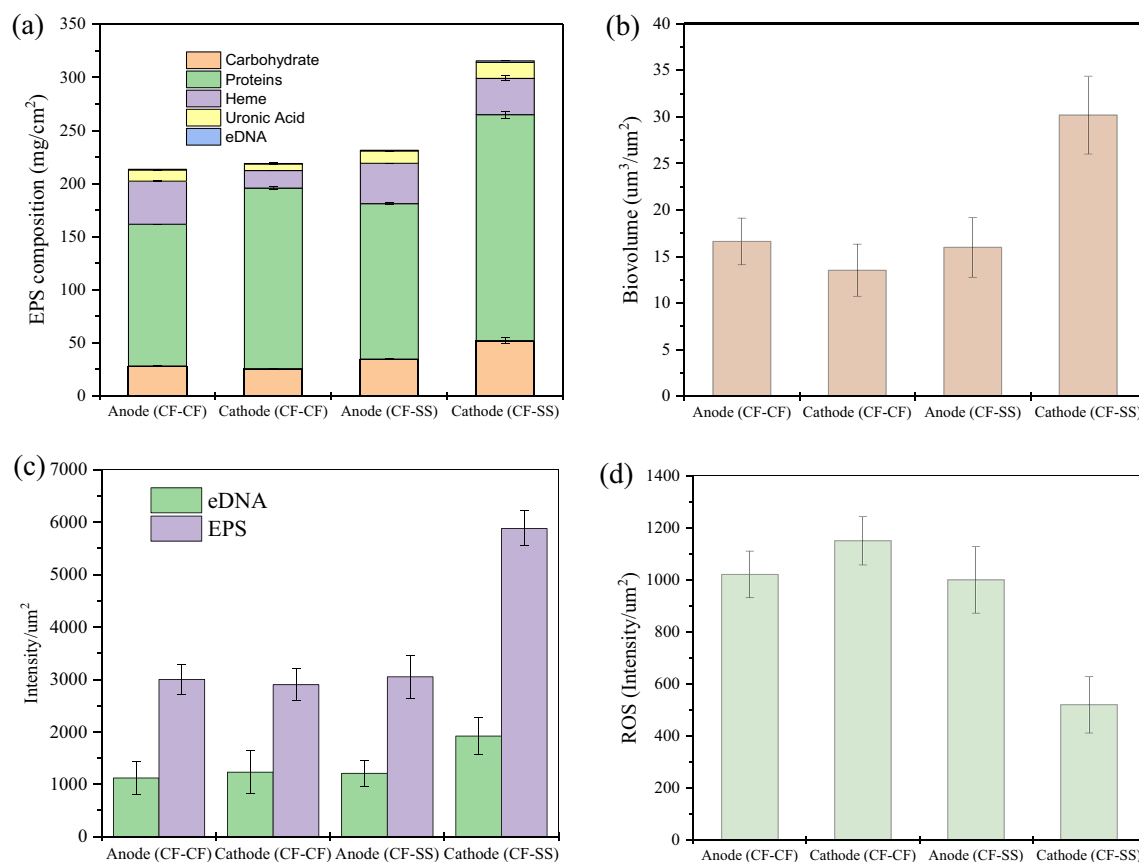 (a)
EPS composition (mg/cm²)
350
300
250
200
150
100
50
0
Carbohydrate
Proteins
Heme
Uronic Acid
eDNA
Anode (CF-CF) Cathode (CF-CF) Anode (CF-SS) Cathode (CF-SS)
(b)
Biovolume (um³/um²)
40
35
30
25
20
15
10
5
0
Anode (CF-CF) Cathode (CF-CF) Anode (CF-SS) Cathode (CF-SS)
(c)
Intensity/um²
7000
6000
5000
4000
3000
2000
1000
0
eDNA
EPS
Anode (CF-CF) Cathode (CF-CF) Anode (CF-SS) Cathode (CF-SS)
(d)
ROS (Intensity/um²)
1400
1200
1000
800
600
400
200
0
Anode (CF-CF) Cathode (CF-CF) Anode (CF-SS) Cathode (CF-SS)